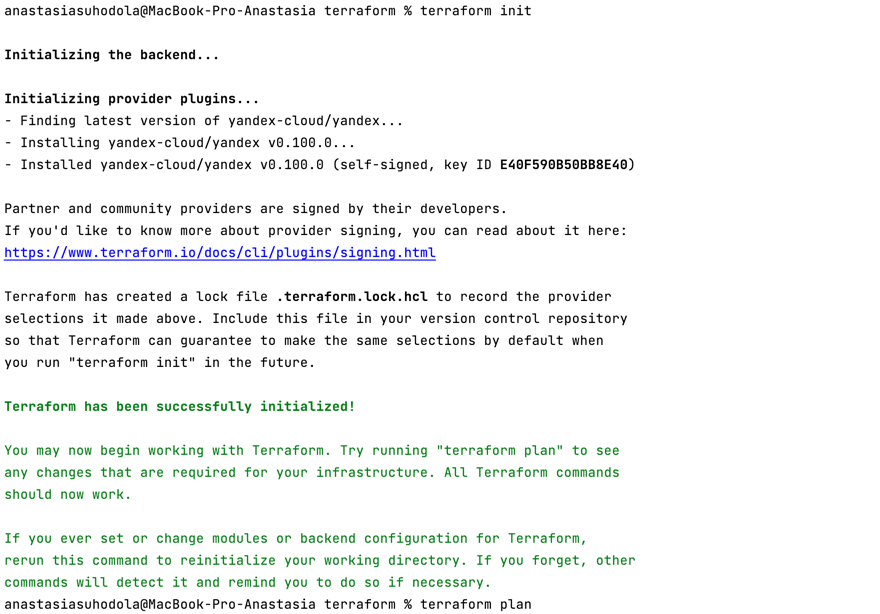 anastasiasuhodola@MacBook-Pro-Anastasia terraform % terraform init
Initializing the backend...
Initializing provider plugins...
- Finding latest version of yandex-cloud/yandex...
- Installing yandex-cloud/yandex v0.100.0...
- Installed yandex-cloud/yandex v0.100.0 (self-signed, key ID E40F590B50BB8E40)
Partner and community providers are signed by their developers.
If you'd like to know more about provider signing, you can read about it here:
https://www.terraform.io/docs/cli/plugins/signing.html
Terraform has created a lock file .terraform.lock.hcl to record the provider
selections it made above. Include this file in your version control repository
so that Terraform can guarantee to make the same selections by default when
you run "terraform init" in the future.
Terraform has been successfully initialized!
You may now begin working with Terraform. Try running "terraform plan" to see
any changes that are required for your infrastructure. All Terraform commands
should now work.
If you ever set or change modules or backend configuration for Terraform,
rerun this command to reinitialize your working directory. If you forget, other
commands will detect it and remind you to do so if necessary.
anastasiasuhodola@MacBook-Pro-Anastasia terraform % terraform plan